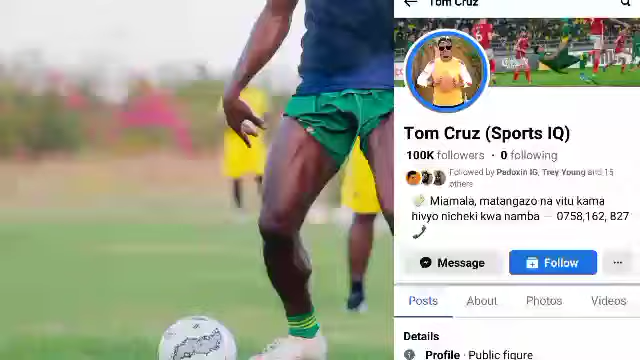 Tom Cruz
Tom Cruz (Sports IQ)
100K followers · 0 following
Followed by Padoxin IG, Trey Young and 15
others
Miamala, matangazo na vitu kama
hivyo nicheki kwa namba — 0758,162, 827
Message
Follow
Posts
About
Photos
Videos
Details
Profile · Public figure